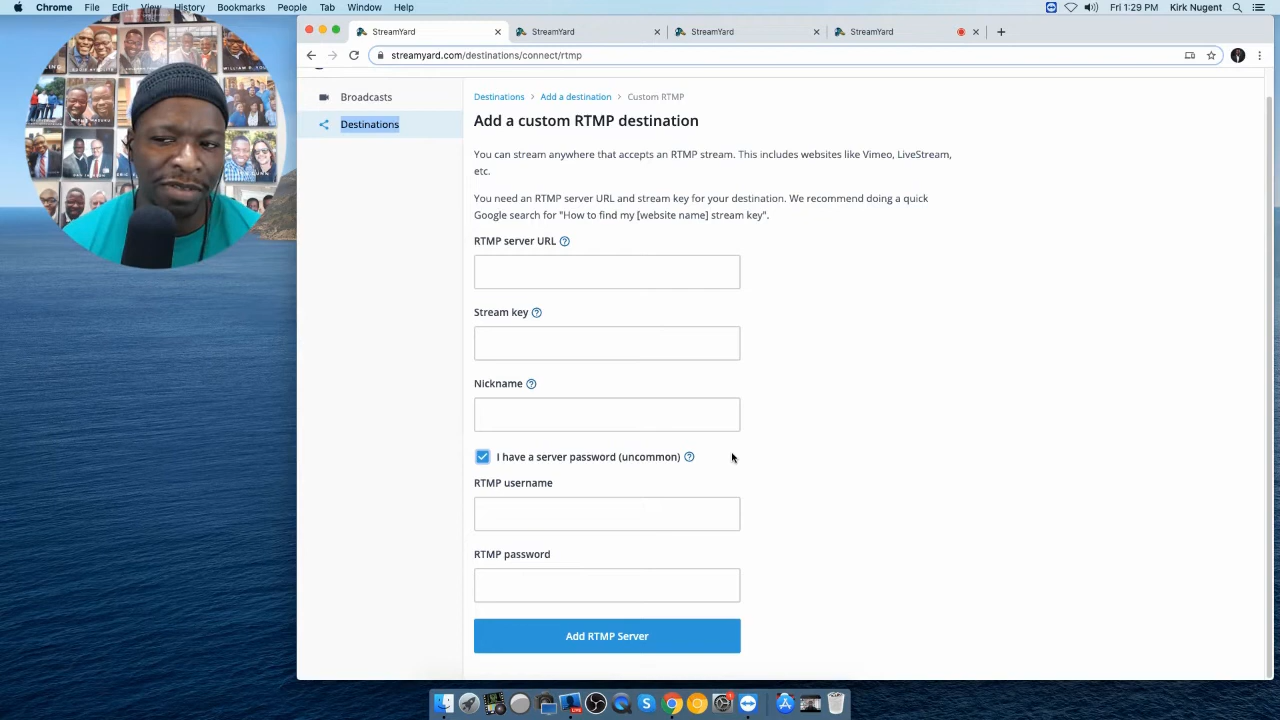 Chrome File Edit View History Bookmarks People Tab Window Help
Fri 1:29 PM Kirk Nugent
StreamYard
StreamYard
StreamYard
StreamYard
streamyard.com/destinations/connect/rtmp
Broadcasts
Destinations
Destinations > Add a destination > Custom RTMP
Add a custom RTMP destination
You can stream anywhere that accepts an RTMP stream. This includes websites like Vimeo, LiveStream,
etc.
You need an RTMP server URL and stream key for your destination. We recommend doing a quick
Google search for "How to find my [website name] stream key".
RTMP server URL
Stream key
Nickname
I have a server password (uncommon)
RTMP username
RTMP password
Add RTMP Server